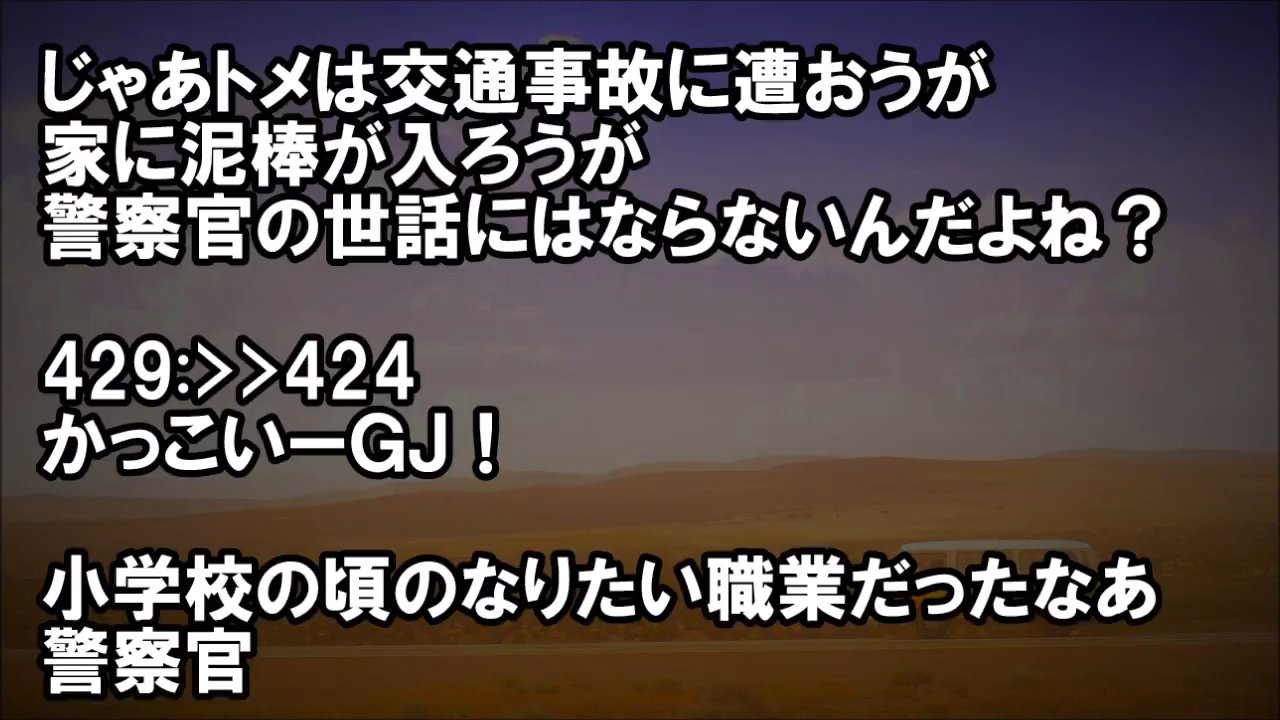 じゃあトメは交通事故に遭おうが
家に泥棒が入ろうが
警察官の世話にはならないんだよね？
429:>>424
かっこいーGJ！
小学校の頃のなりたい職業だったなあ
警察官